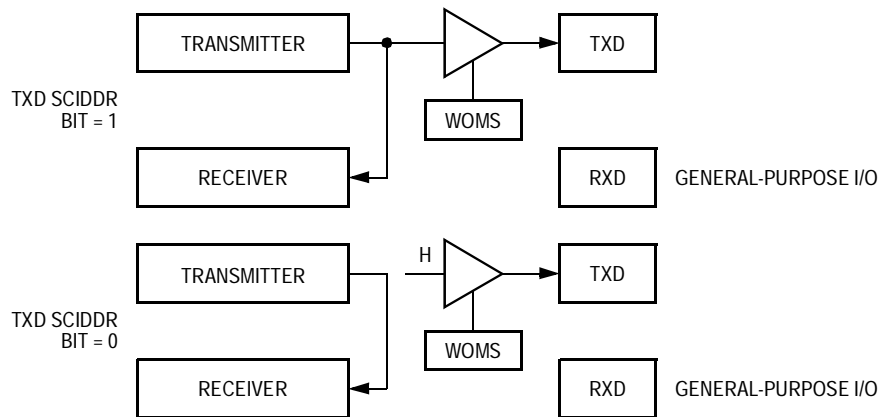 TRANSMITTER
TXD
TXD SCIDDR
BIT = 1
WOMS
RECEIVER
RXD
GENERAL-PURPOSE I/O
H
TRANSMITTER
TXD
TXD SCIDDR
BIT = 0
WOMS
RECEIVER
RXD
GENERAL-PURPOSE I/O